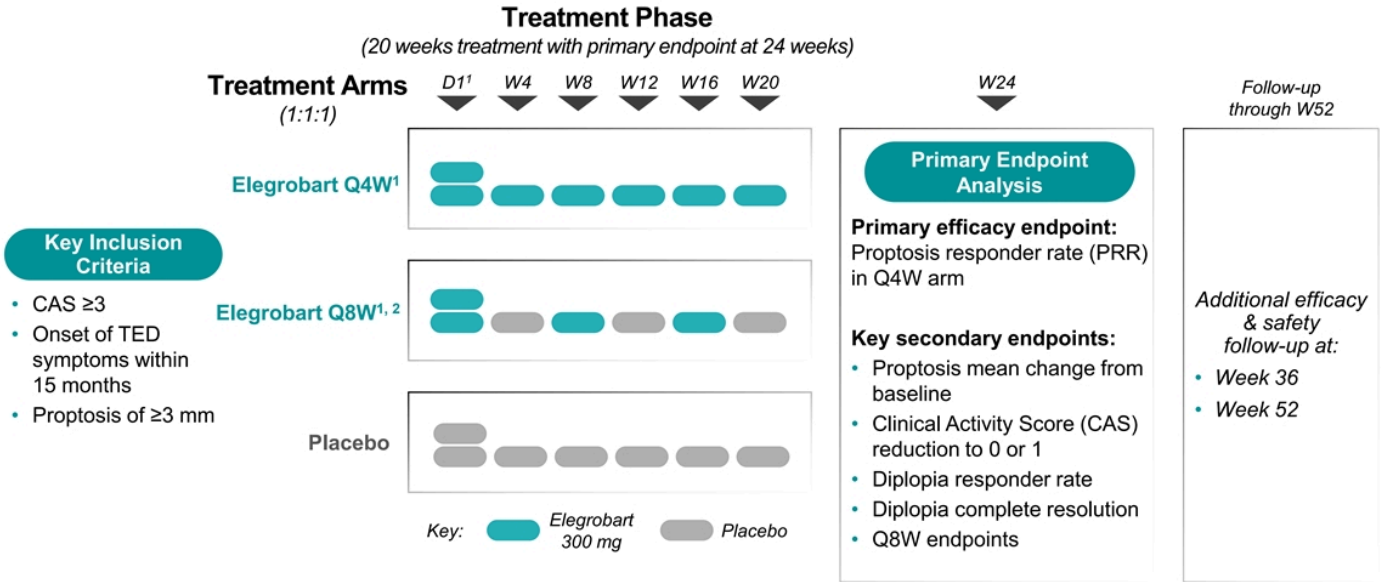 Treatment Phase
(20 weeks treatment with primary endpoint at 24 weeks)
Treatment Arms
(1:1:1)
D1¹ W4 W8 W12 W16 W20
W24
Follow-up
through W52
Elegrobart Q4W¹
Elegrobart Q8W¹, ²
Placebo
Key Inclusion
Criteria
• CAS ≥3
• Onset of TED
symptoms within
15 months
• Proptosis of ≥3 mm
Key:
Elegrobart
300 mg
Placebo
Primary Endpoint
Analysis
Primary efficacy endpoint:
Proptosis responder rate (PRR)
in Q4W arm
Key secondary endpoints:
• Proptosis mean change from
baseline
• Clinical Activity Score (CAS)
reduction to 0 or 1
• Diplopia responder rate
• Diplopia complete resolution
• Q8W endpoints
Additional efficacy
& safety
follow-up at:
• Week 36
• Week 52